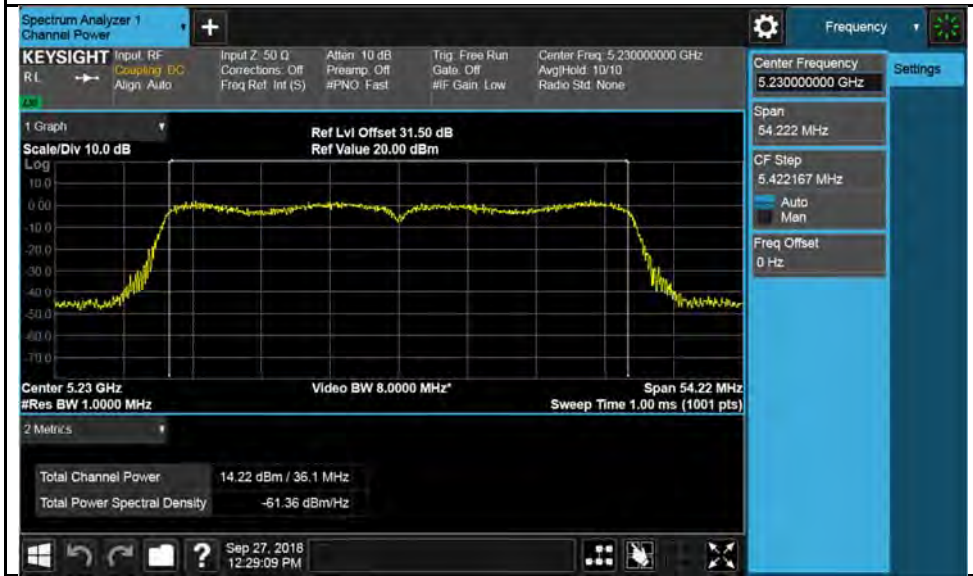 Spectrum Analyzer 1
Channel Power
+
Frequency
KEYSIGHT
RL
Input: RF
Coupling: DC
Align: Auto
Input Z: 50 Ω
Corrections: Off
Freq Ref: Int (S)
Atten: 10 dB
Preamp: Off
#PNO: Fast
Trig: Free Run
Gate: Off
#IF Gain: Low
Center Freq: 5.230000000 GHz
Avg|Hold: 10/10
Radio Std: None
Center Frequency
5.230000000 GHz
Settings
Span
54.222 MHz
CF Step
5.422167 MHz
Auto
Man
Freq Offset
0 Hz
1 Graph
Scale/Div 10.0 dB
Ref Lvl Offset 31.50 dB
Ref Value 20.00 dBm
Log
10.0
0.00
-10.0
-20.0
-30.0
-40.0
-50.0
-60.0
-70.0
Center 5.23 GHz
#Res BW 1.0000 MHz
Video BW 8.0000 MHz*
Span 54.22 MHz
Sweep Time 1.00 ms (1001 pts)
2 Metrics
Total Channel Power 14.22 dBm / 36.1 MHz
Total Power Spectral Density -61.36 dBm/Hz
?
Sep 27, 2018
12:29:09 PM